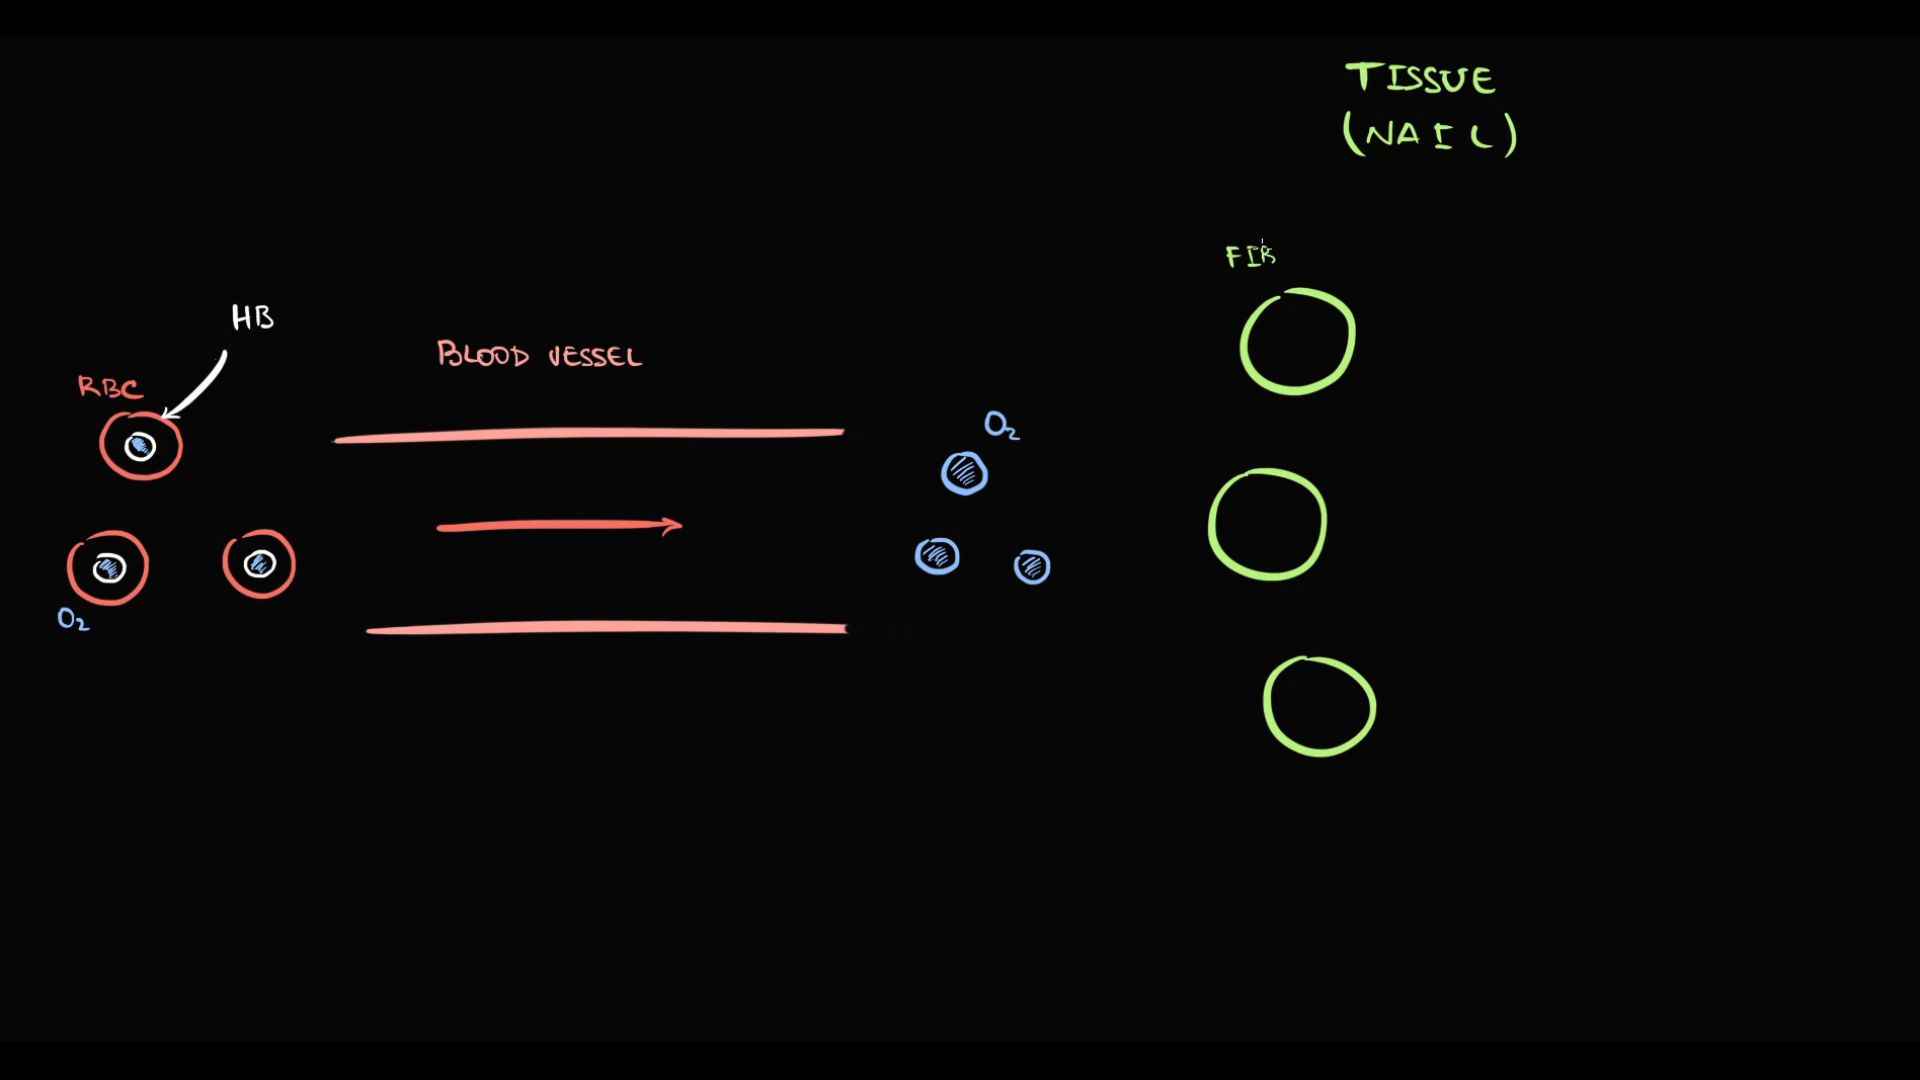 TISSUE
(NAIL)
FIB
HB
BLOOD VESSEL
RBC
O₂
O₂